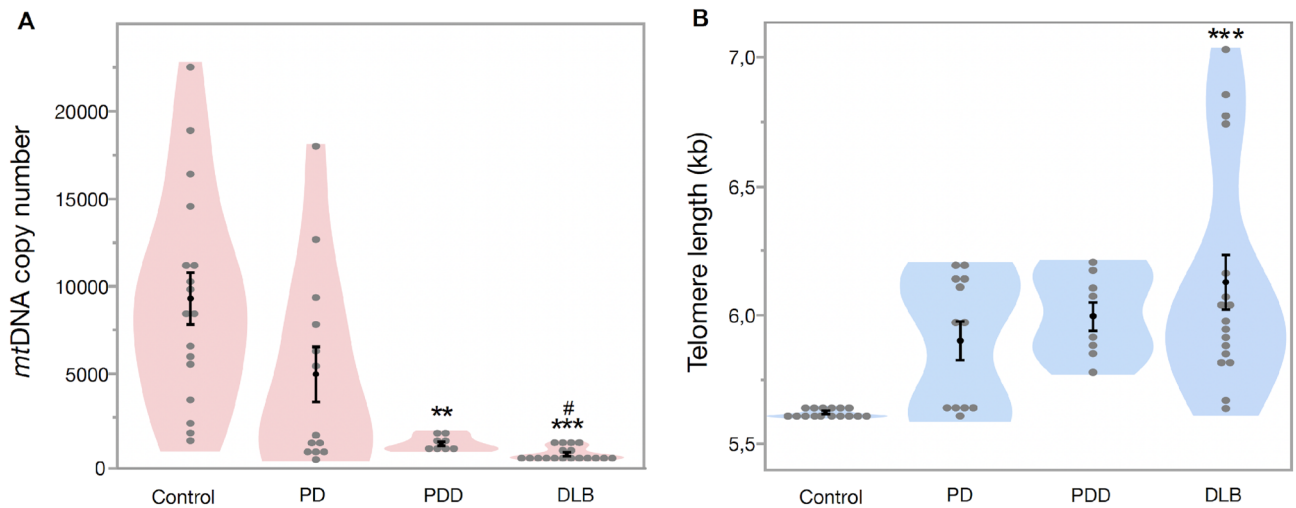 A
mtDNA copy number
20000
15000
10000
5000
0
**
#
***
Control PD PDD DLB
B
Telomere length (kb)
7,0
6,5
6,0
5,5
***
Control PD PDD DLB